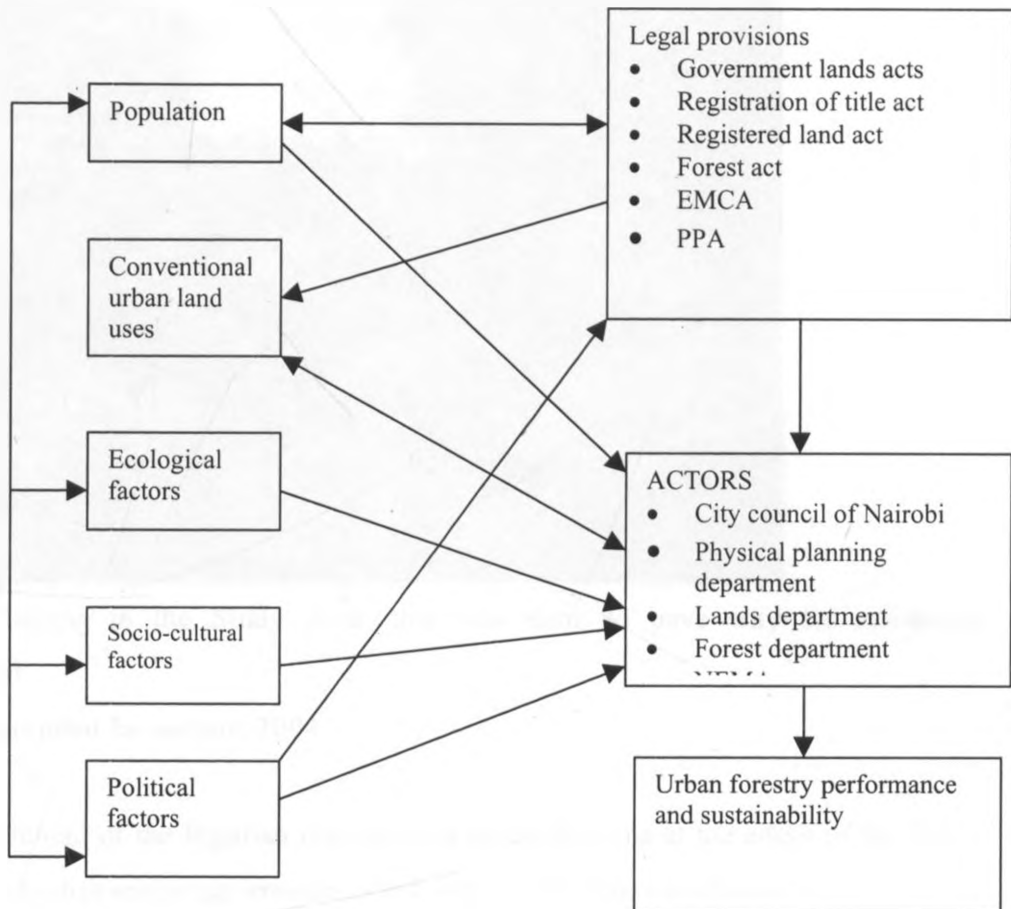 Legal provisions
• Government lands acts
• Registration of title act
• Registered land act
• Forest act
• EMCA
• PPA
Population
Conventional
urban land
uses
Ecological
factors
Socio-cultural
factors
Political
factors
ACTORS
• City council of Nairobi
• Physical planning
department
• Lands department
• Forest department
NEMA
Urban forestry performance
and sustainability